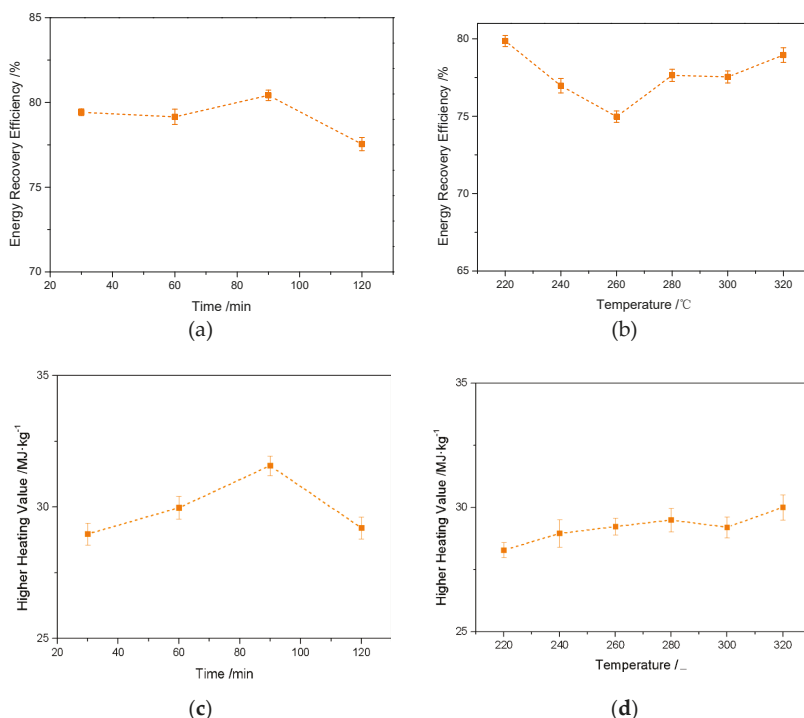 Energy Recovery Efficiency /%
85
80
75
70
20 40 60 80 100 120
Time /min
(a)
Energy Recovery Efficiency /%
80
75
70
65
220 240 260 280 300 320
Temperature /℃
(b)
Higher Heating Value /MJ·kg⁻¹
35
30
25
20 40 60 80 100 120
Time /min
(c)
Higher Heating Value /MJ·kg⁻¹
35
30
25
220 240 260 280 300 320
Temperature /_
(d)